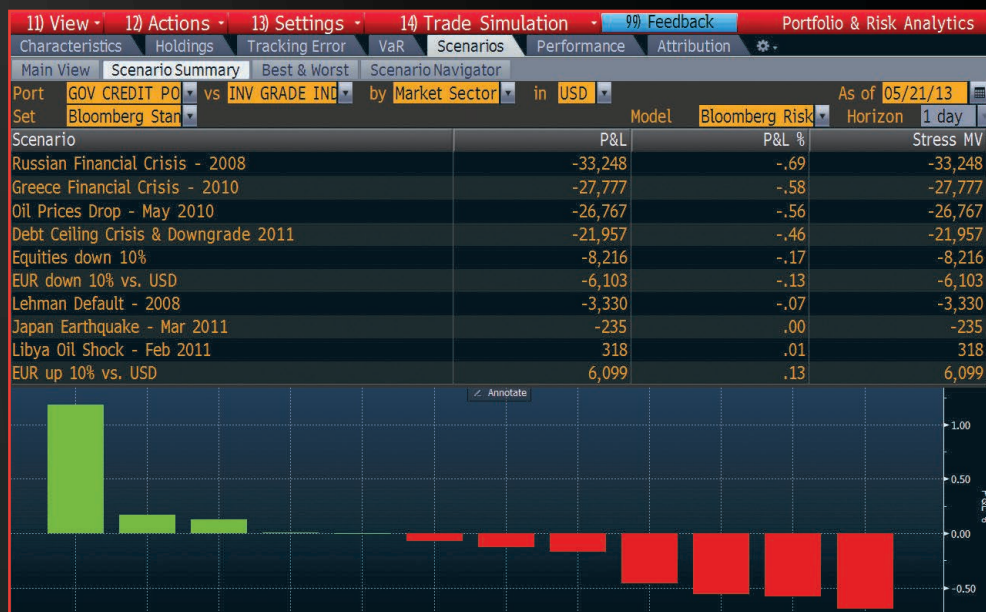 11) View 12) Actions 13) Settings 14) Trade Simulation 99) Feedback Portfolio & Risk Analytics
Characteristics Holdings Tracking Error VaR Scenarios Performance Attribution
Main View Scenario Summary Best & Worst Scenario Navigator
Port GOV CREDIT PO vs INV GRADE IND by Market Sector in USD As of 05/21/13
Set Bloomberg Stan Model Bloomberg Risk Horizon 1 day
Scenario P&L P&L % Stress MV
Russian Financial Crisis - 2008 -33,248 -.69 -33,248
Greece Financial Crisis - 2010 -27,777 -.58 -27,777
Oil Prices Drop - May 2010 -26,767 -.56 -26,767
Debt Ceiling Crisis & Downgrade 2011 -21,957 -.46 -21,957
Equities down 10% -8,216 -.17 -8,216
EUR down 10% vs. USD -6,103 -.13 -6,103
Lehman Default - 2008 -3,330 -.07 -3,330
Japan Earthquake - Mar 2011 -235 .00 -235
Libya Oil Shock - Feb 2011 318 .01 318
EUR up 10% vs. USD 6,099 .13 6,099
Annotate
1.00
0.50
0.00
-0.50